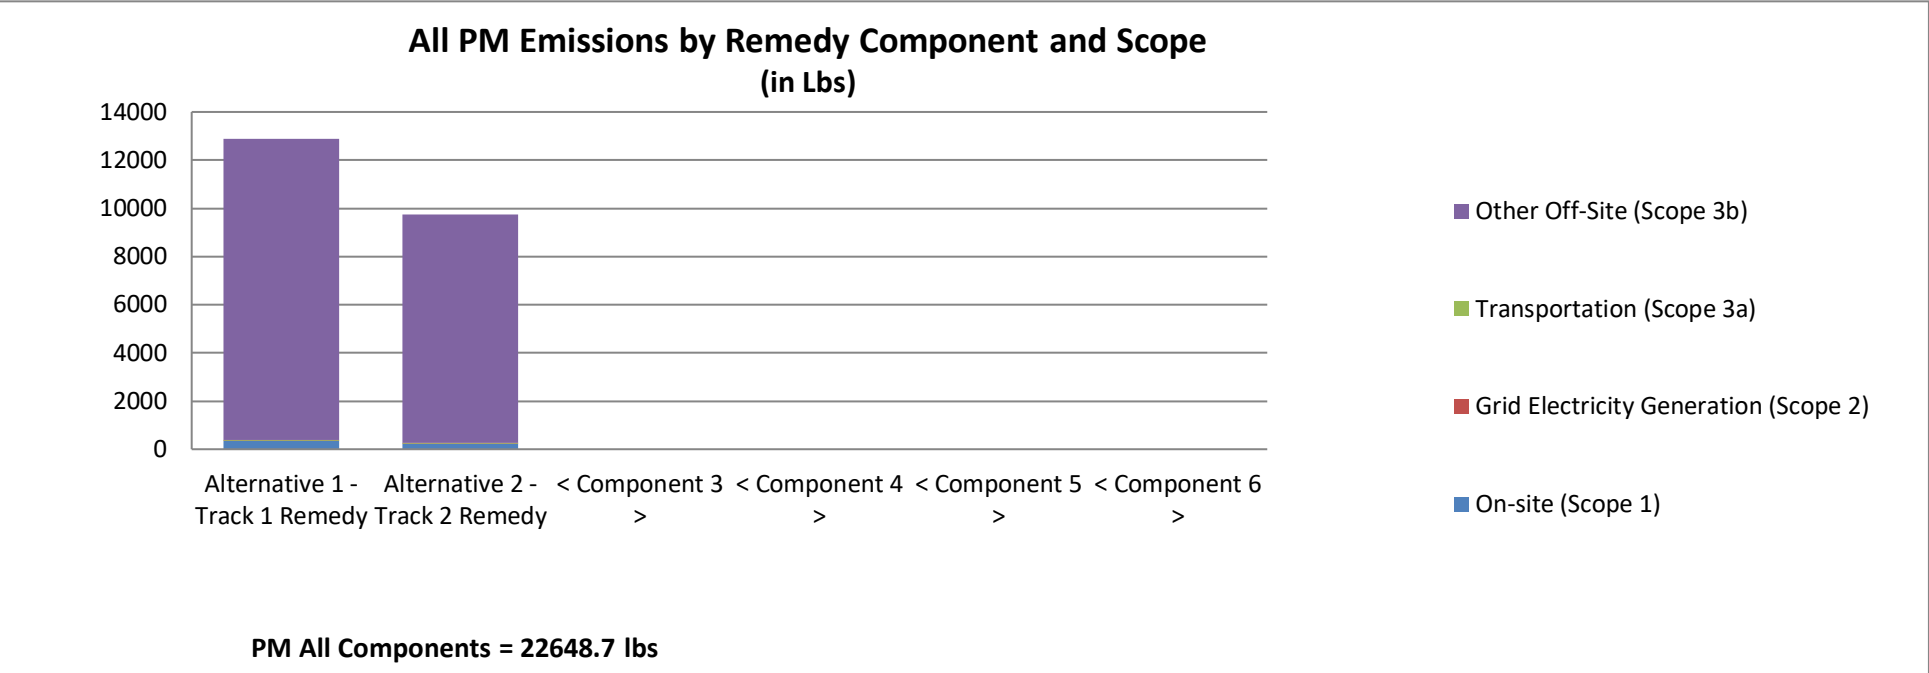 All PM Emissions by Remedy Component and Scope
(in Lbs)
14000
12000
10000
8000
6000
4000
2000
0
Alternative 1 -
Track 1 Remedy
Alternative 2 -
Track 2 Remedy
< Component 3
>
< Component 4
>
< Component 5
>
< Component 6
>
Other Off-Site (Scope 3b)
Transportation (Scope 3a)
Grid Electricity Generation (Scope 2)
On-site (Scope 1)
PM All Components = 22648.7 lbs